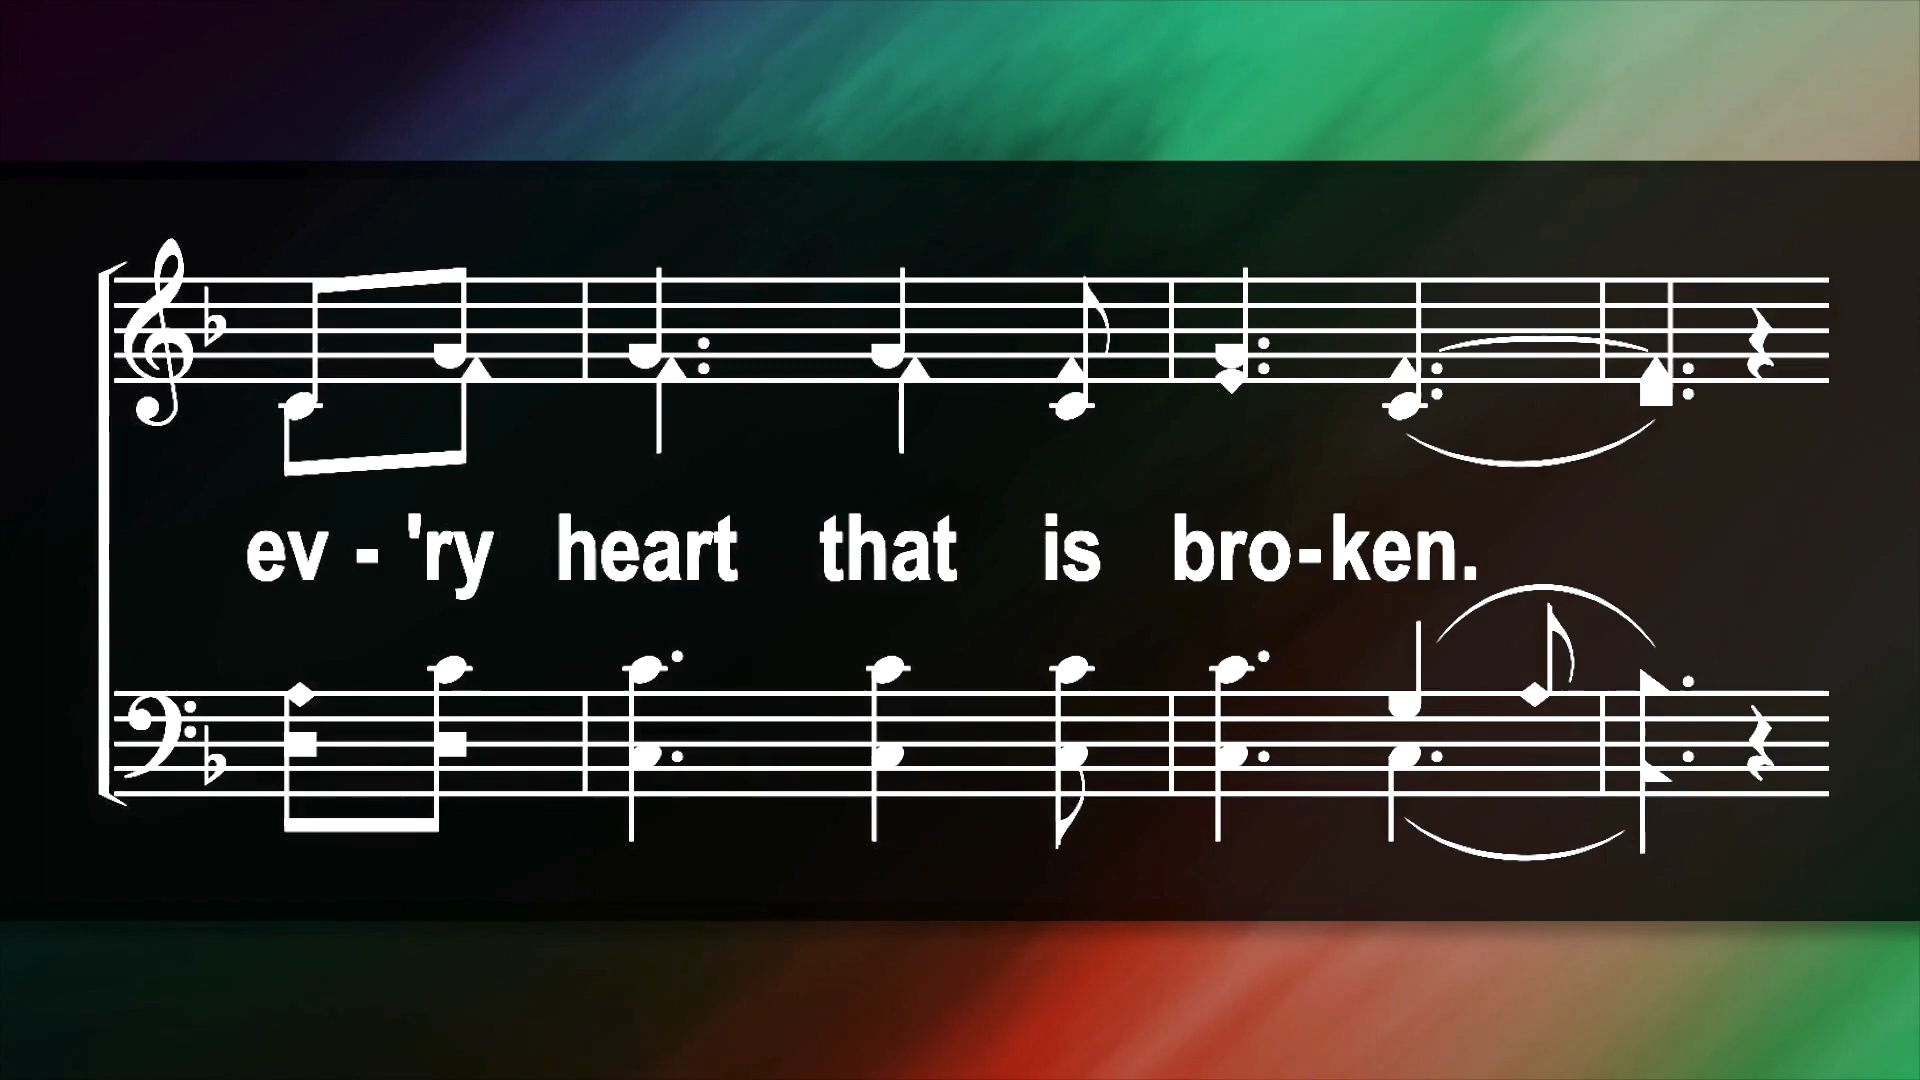 ev - 'ry heart that is bro-ken.